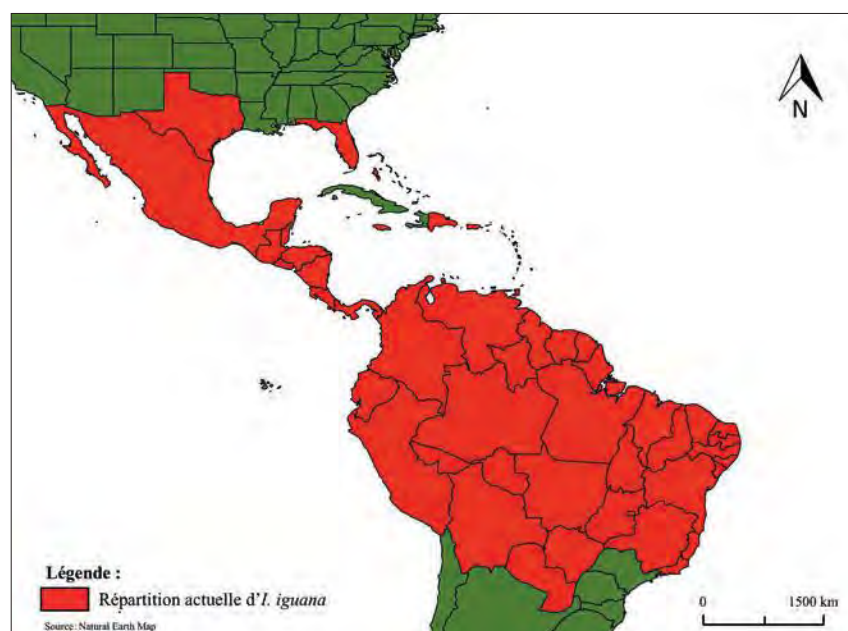 N
Légende :
Répartition actuelle d'I. iguana
Source: Natural Earth Map
0 1500 km